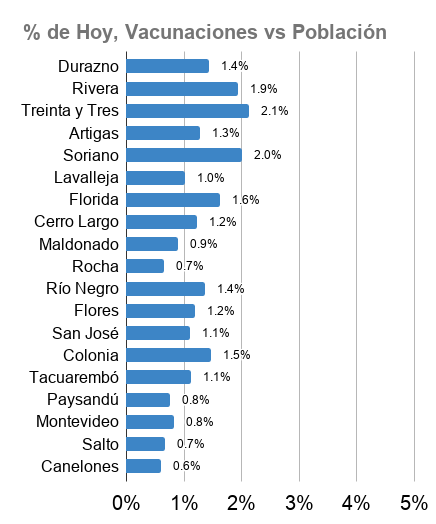 % de Hoy, Vacunaciones vs Población
Durazno 1.4%
Rivera 1.9%
Treinta y Tres 2.1%
Artigas 1.3%
Soriano 2.0%
Lavalleja 1.0%
Florida 1.6%
Cerro Largo 1.2%
Maldonado 0.9%
Rocha 0.7%
Río Negro 1.4%
Flores 1.2%
San José 1.1%
Colonia 1.5%
Tacuarembó 1.1%
Paysandú 0.8%
Montevideo 0.8%
Salto 0.7%
Canelones 0.6%
0% 1% 2% 3% 4% 5%